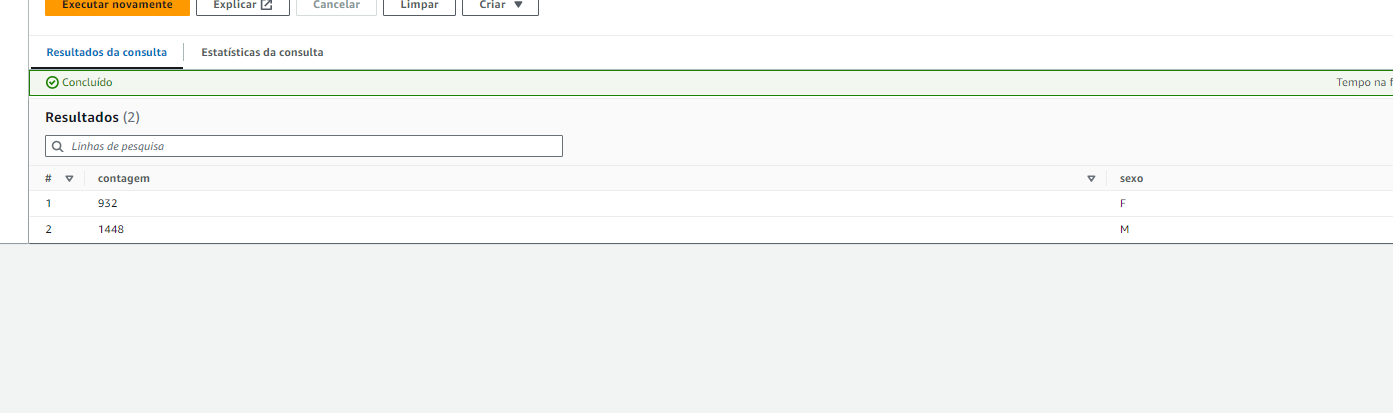 Executar novamente Explicar Cancelar Limpar Criar
Resultados da consulta Estatísticas da consulta
Concluído Tempo na
Resultados (2)
Linhas de pesquisa
# contagem sexo
1 932 F
2 1448 M